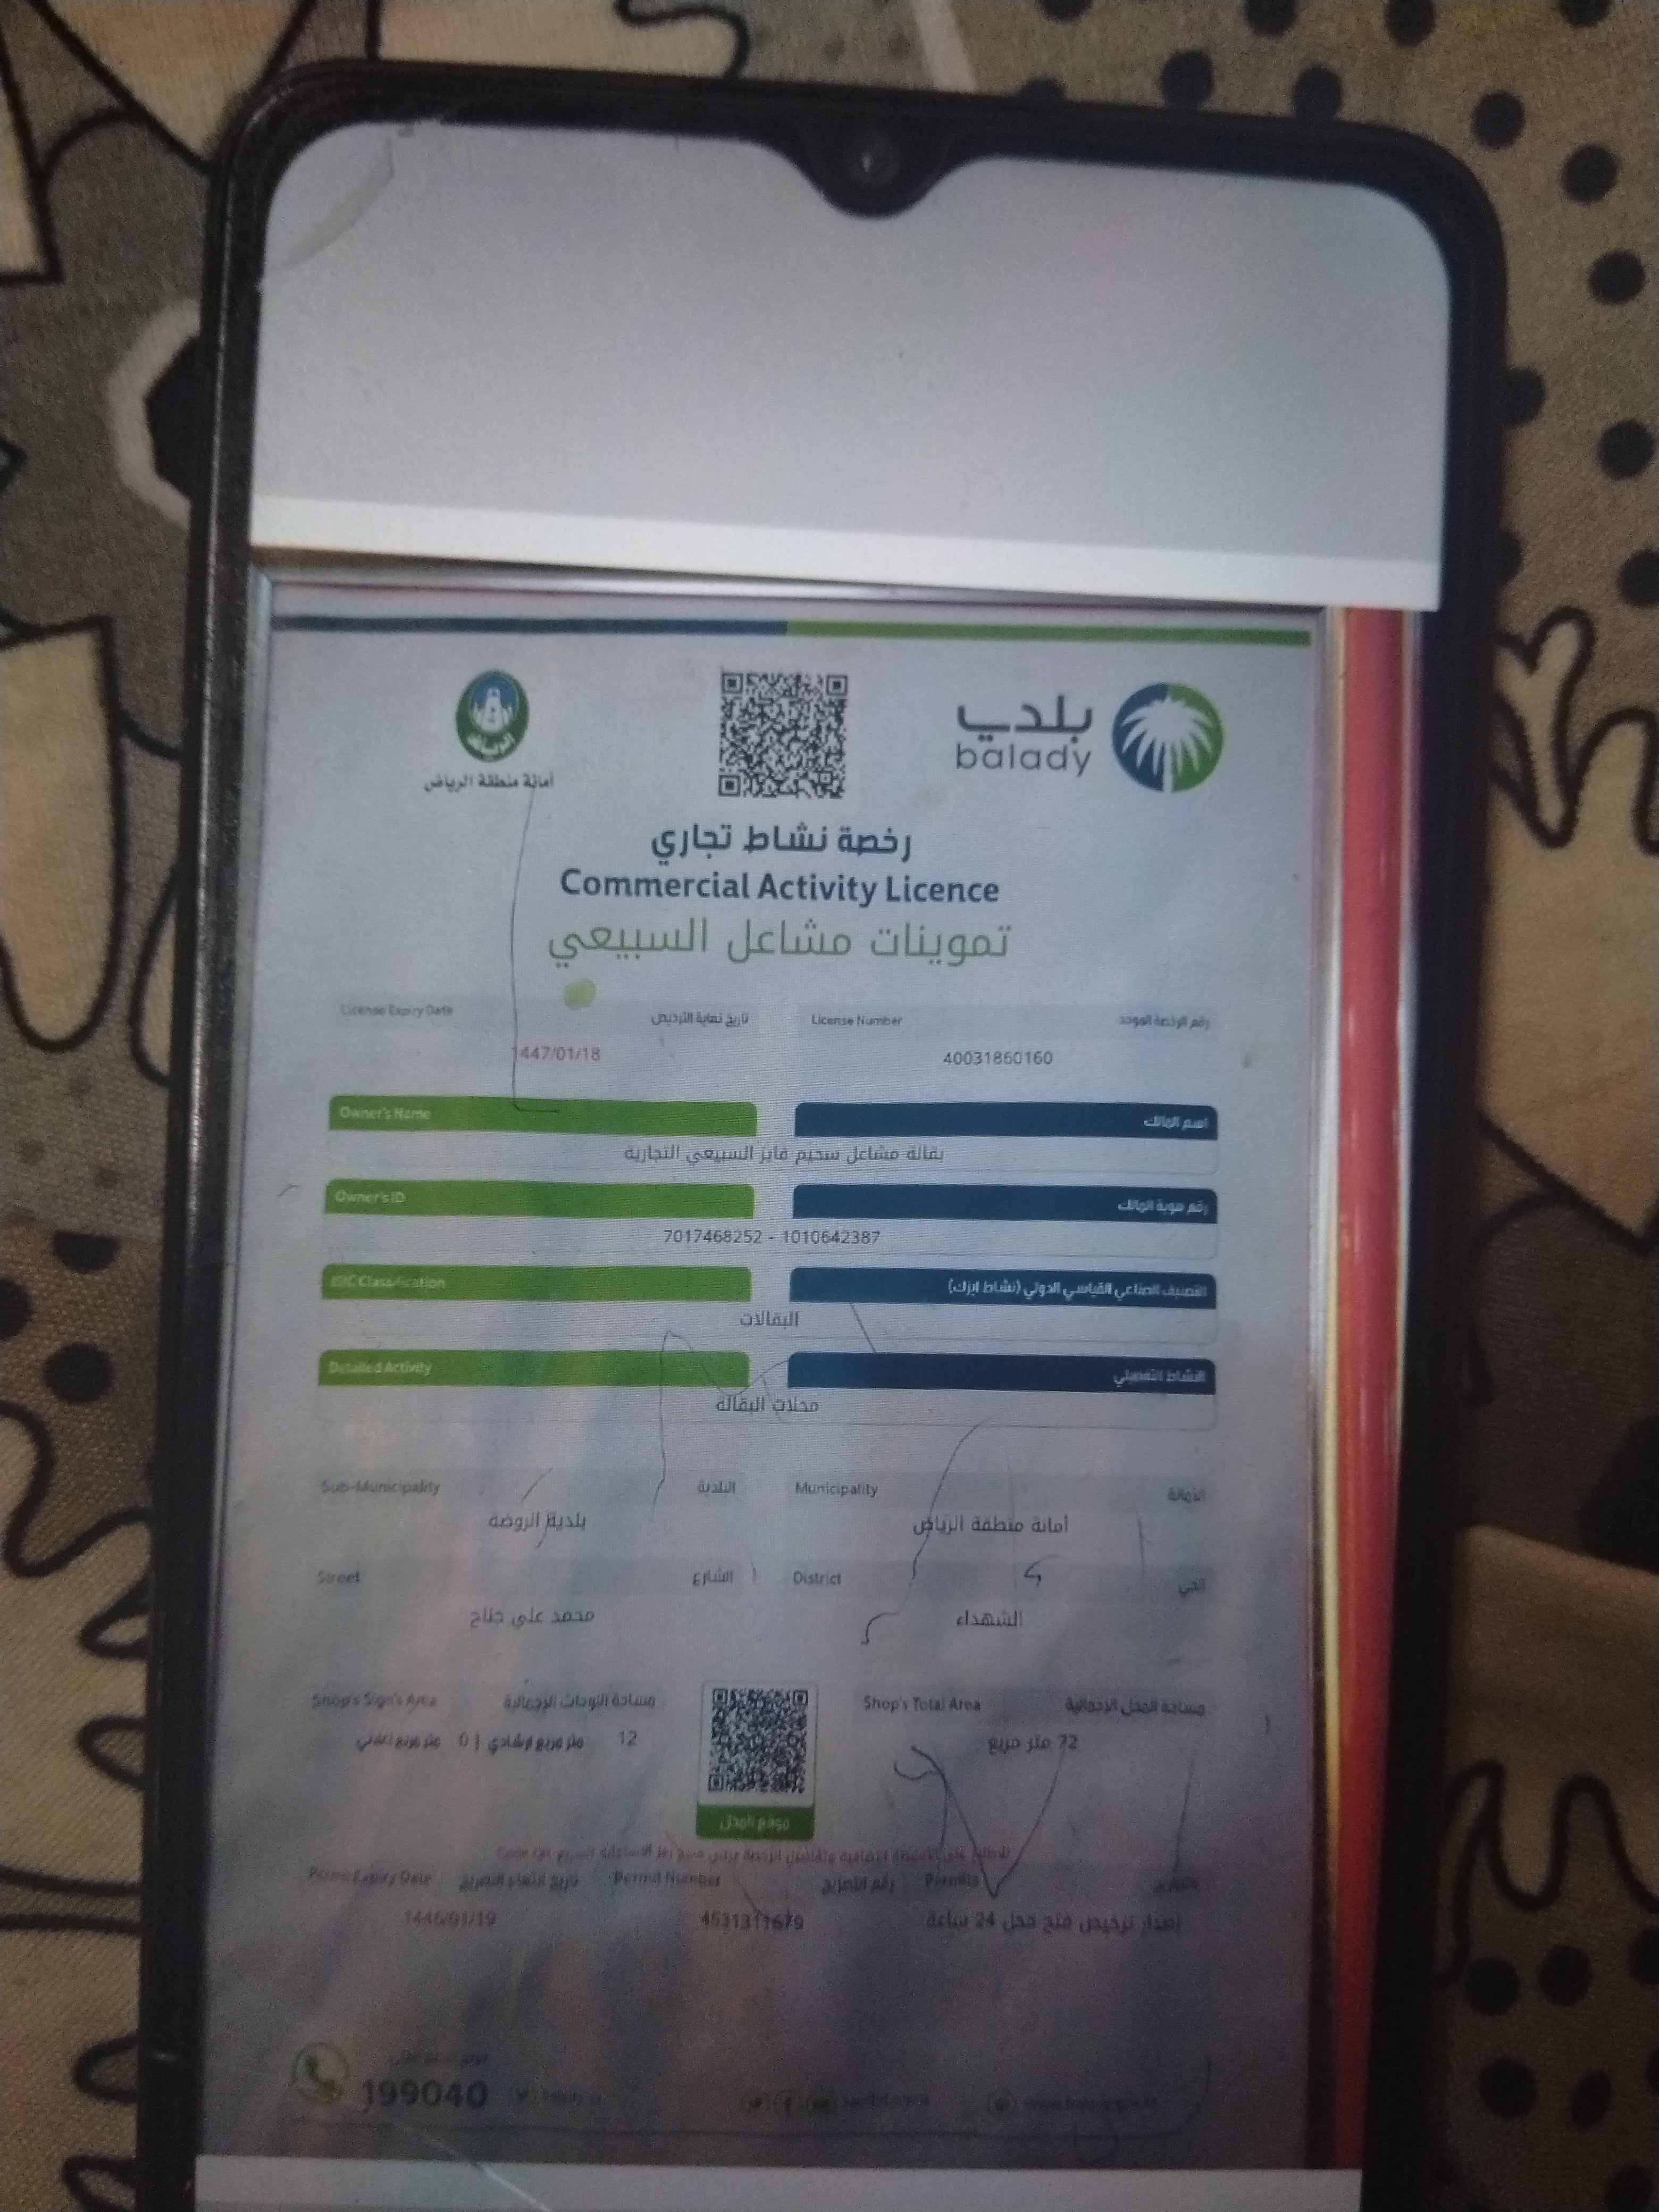 بلدي
balady
الرياض
أمانة منطقة الرياض
رخصة نشاط تجاري
Commercial Activity Licence
تموينات مشاعل السبيعي
رقم الرخصة الموحد License Number تاريخ نهاية الترخيص License Expiry Date
40031860160 1447/01/18
اسم المالك Owner's Name
بقالة مشاعل سحيم فايز السبيعي التجارية
رقم هوية المالك Owner's ID
7017468252 - 1010642387
التصنيف الصناعي القياسي الدولي (نشاط ايزك) ISIC Classification
البقالات
النشاط التفصيلي Detailed Activity
محلات البقالة
الأمانة Municipality البلدية Sub-Municipality
أمانة منطقة الرياض بلدية الروضة
الحي District الشارع Street
الشهداء محمد علي جناح
مساحة المحل الإجمالية Shop's Total Area مساحة اللوحات الإجمالية Shop's Sign's Area
72 متر مربع 12 متر مربع إرشادي | 0 متر مربع اعلاني
موقع المحل
Permits رقم التصريح Permit Number تاريخ انتهاء التصريح Permit Expiry Date
إصدار ترخيص فتح محل 24 ساعة 4531311679 1446/01/19
199040